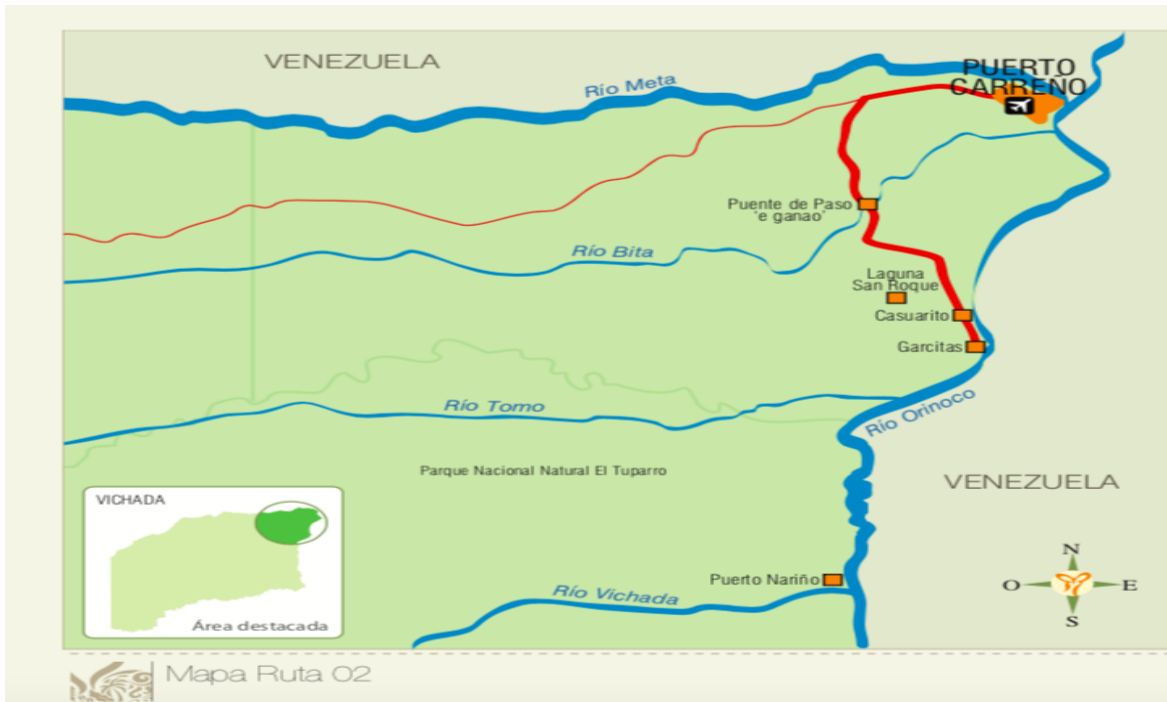 VENEZUELA
Río Meta
PUERTO
CARREÑO
Puente de Paso
'e ganao'
Río Bita
Laguna
San Roque
Casuarito
Garcitas
Río Tomo
Río Orinoco
Parque Nacional Natural El Tuparro
VENEZUELA
VICHADA
Área destacada
Puerto Nariño
Río Vichada
N
O
E
S
Mapa Ruta 02